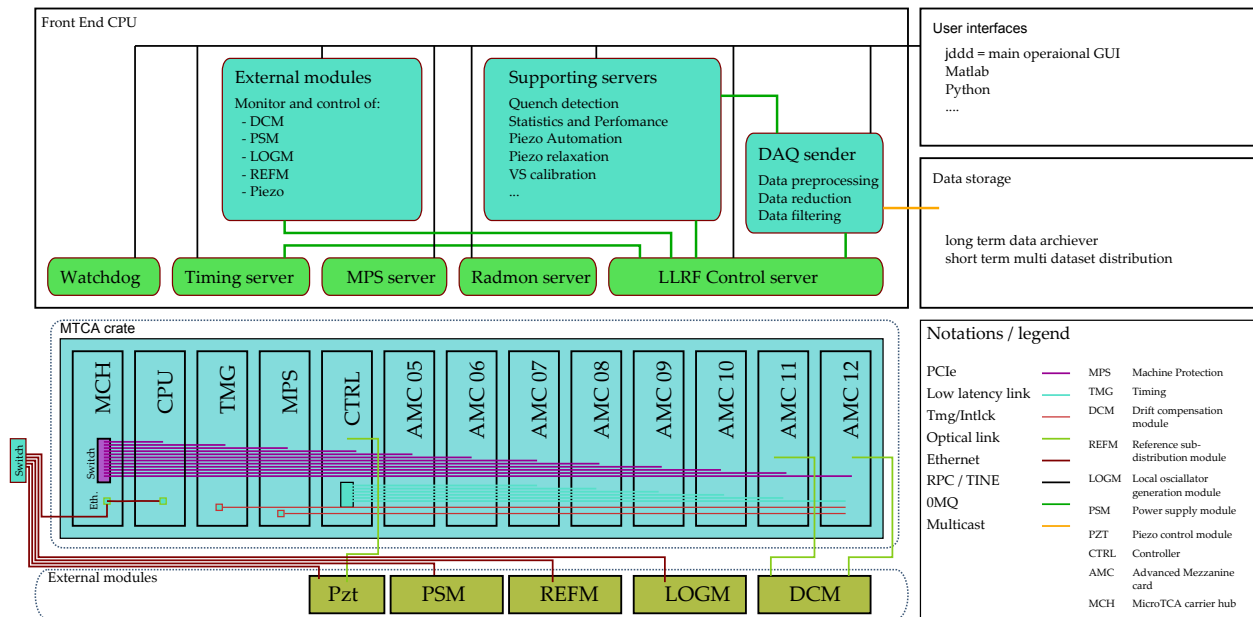 Front End CPU
External modules
Monitor and control of:
- DCM
- PSM
- LOGM
- REFM
- Piezo
Supporting servers
Quench detection
Statistics and Perfomance
Piezo Automation
Piezo relaxation
VS calibration
...
DAQ sender
Data preprocessing
Data reduction
Data filtering
Watchdog
Timing server
MPS server
Radmon server
LLRF Control server
User interfaces
jddd = main operaional GUI
Matlab
Python
....
Data storage
long term data archiever
short term multi dataset distribution
MTCA crate
MCH
CPU
TMG
MPS
CTRL
AMC 05
AMC 06
AMC 07
AMC 08
AMC 09
AMC 10
AMC 11
AMC 12
Switch
Switch
Eth.
External modules
Pzt
PSM
REFM
LOGM
DCM
Notations / legend
PCIe
Low latency link
Tmg/Intlck
Optical link
Ethernet
RPC / TINE
0MQ
Multicast
MPS Machine Protection
TMG Timing
DCM Drift compensation
module
REFM Reference sub-
distribution module
LOGM Local osciallator
generation module
PSM Power supply module
PZT Piezo control module
CTRL Controller
AMC Advanced Mezzanine
card
MCH MicroTCA carrier hub